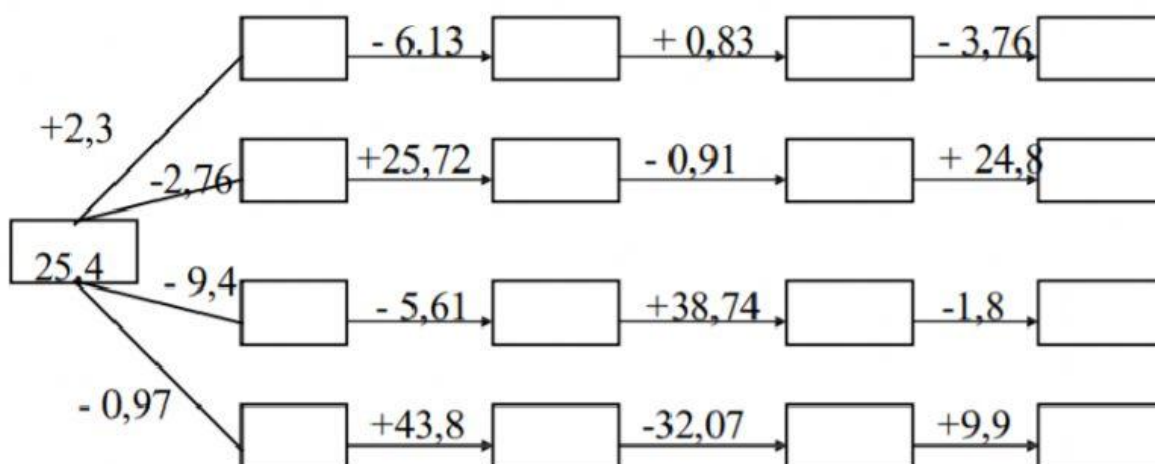 - 6.13 + 0,83 - 3,76
+2,3
-2,76 +25,72 - 0,91 + 24,8
25,4
- 9,4 - 5,61 +38,74 -1,8
- 0,97 +43,8 -32,07 +9,9